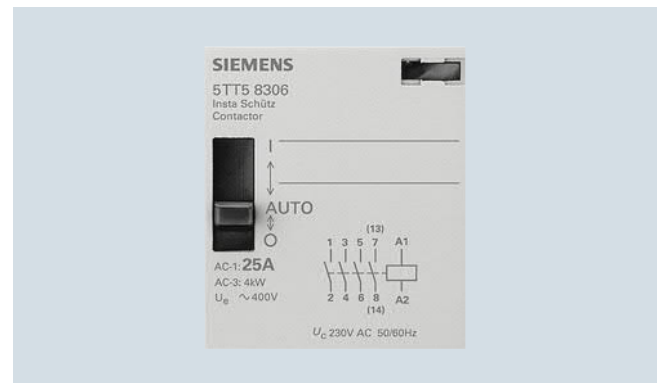 SIEMENS
5TT5 8306
Insta Schütz
Contactor
I
AUTO
O
AC-1: 25A
AC-3: 4kW
Ue ~400V
(13)
1 3 5 7 A1
2 4 6 8 A2
(14)
Uc 230V AC 50/60Hz